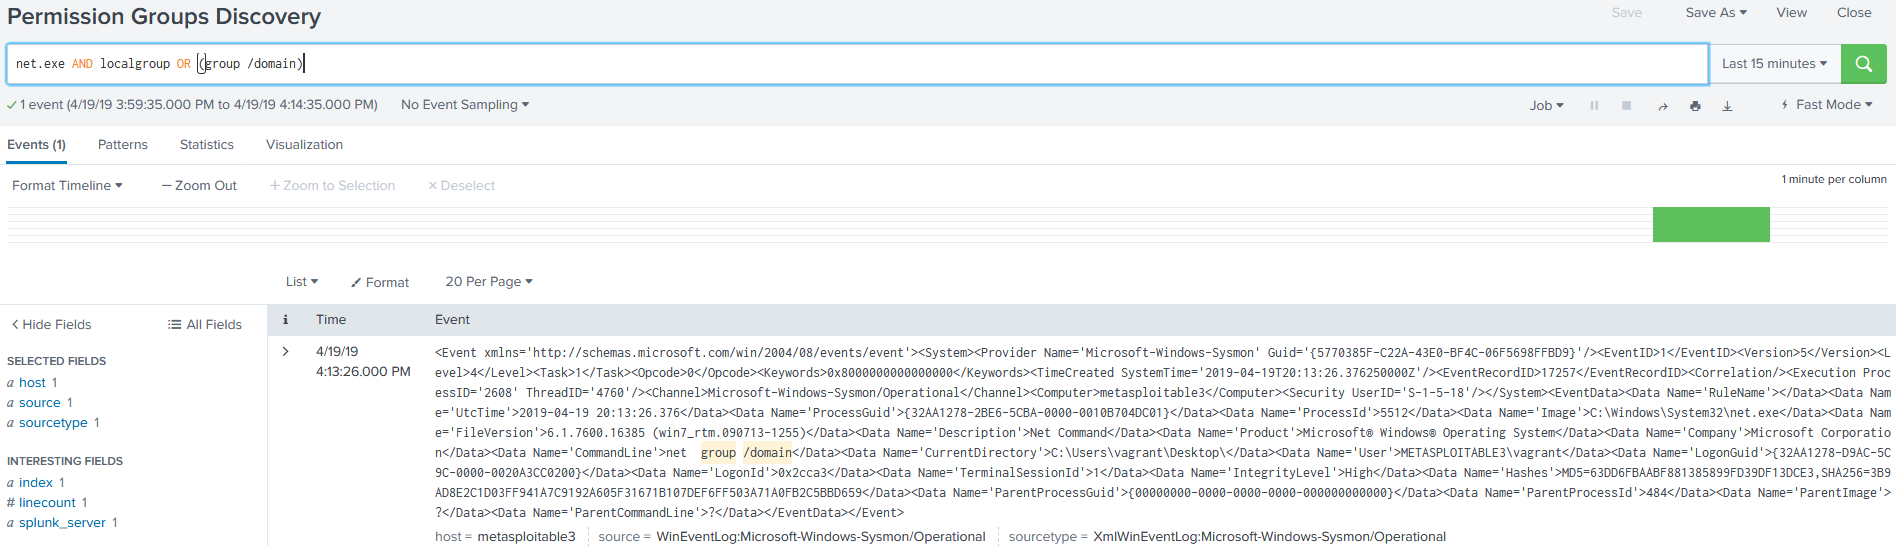 Permission Groups Discovery
Save Save As View Close
net.exe AND localgroup OR (group /domain)
Last 15 minutes
1 event (4/19/19 3:59:35.000 PM to 4/19/19 4:14:35.000 PM) No Event Sampling
Job Fast Mode
Events (1) Patterns Statistics Visualization
Format Timeline — Zoom Out + Zoom to Selection × Deselect
1 minute per column
List Format 20 Per Page
< Hide Fields All Fields
i Time Event
SELECTED FIELDS
a host 1
a source 1
a sourcetype 1
INTERESTING FIELDS
a index 1
# linecount 1
a splunk_server 1
4/19/19
4:13:26.000 PM
<Event xmlns='http://schemas.microsoft.com/win/2004/08/events/event'><System><Provider Name='Microsoft-Windows-Sysmon' Guid='{5770385F-C22A-43E0-BF4C-06F5698FFBD9}'/><EventID>1</EventID><Version>5</Version><L
evel>4</Level><Task>1</Task><Opcode>0</Opcode><Keywords>0x8000000000000000</Keywords><TimeCreated SystemTime='2019-04-19T20:13:26.376250000Z'/><EventRecordID>17257</EventRecordID><Correlation/><Execution Proc
essID='2608' ThreadID='4760'/><Channel>Microsoft-Windows-Sysmon/Operational</Channel><Computer>metasploitable3</Computer><Security UserID='S-1-5-18'/></System><EventData><Data Name='RuleName'></Data><Data Nam
e='UtcTime'>2019-04-19 20:13:26.376</Data><Data Name='ProcessGuid'>{32AA1278-2BE6-5CBA-0000-0010B704DC01}</Data><Data Name='ProcessId'>5512</Data><Data Name='Image'>C:\Windows\System32\net.exe</Data><Data Nam
e='FileVersion'>6.1.7600.16385 (win7_rtm.090713-1255)</Data><Data Name='Description'>Net Command</Data><Data Name='Product'>Microsoft® Windows® Operating System</Data><Data Name='Company'>Microsoft Corporatio
n</Data><Data Name='CommandLine'>net  group /domain</Data><Data Name='CurrentDirectory'>C:\Users\vagrant\Desktop\</Data><Data Name='User'>METASPLOITABLE3\vagrant</Data><Data Name='LogonGuid'>{32AA1278-D9AC-5C
9C-0000-0020A3CC0200}</Data><Data Name='LogonId'>0x2cca3</Data><Data Name='TerminalSessionId'>1</Data><Data Name='IntegrityLevel'>High</Data><Data Name='Hashes'>MD5=63DD6FBAABF881385899FD39DF13DCE3,SHA256=3B9
AD8E2C1D03FF941A7C9192A605F31671B107DEF6FF503A71A0FB2C5BBD659</Data><Data Name='ParentProcessGuid'>{00000000-0000-0000-0000-000000000000}</Data><Data Name='ParentProcessId'>484</Data><Data Name='ParentImage'>
?</Data><Data Name='ParentCommandLine'>?</Data></EventData></Event>
host = metasploitable3 source = WinEventLog:Microsoft-Windows-Sysmon/Operational sourcetype = XmlWinEventLog:Microsoft-Windows-Sysmon/Operational